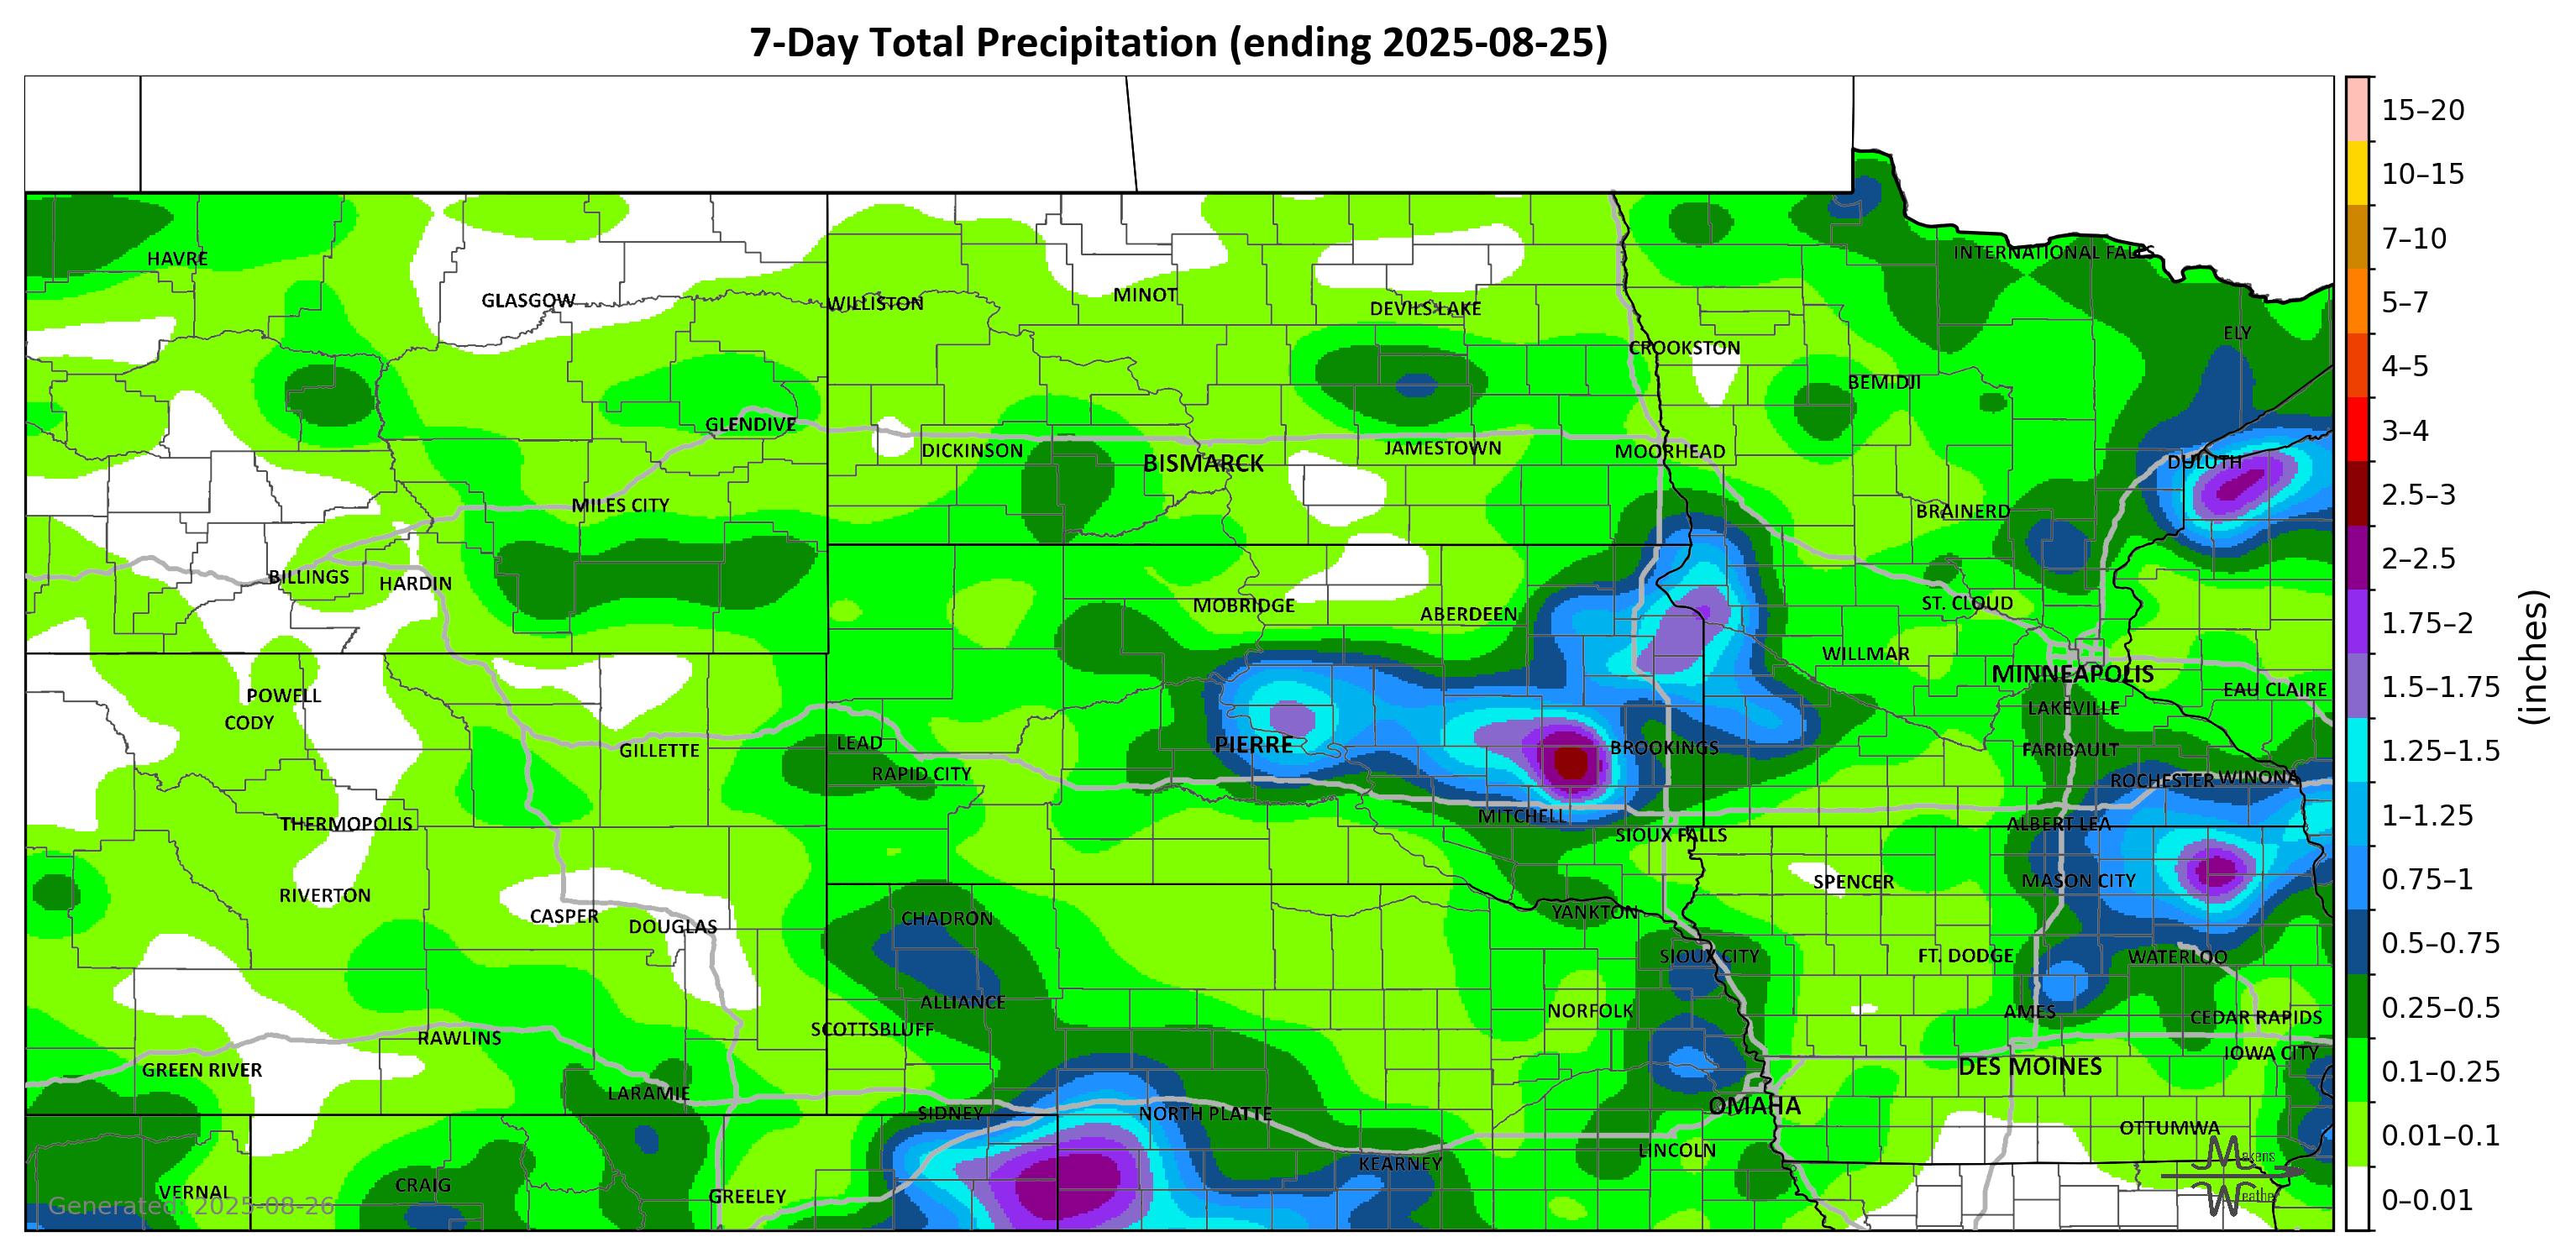 7-Day Total Precipitation (ending 2025-08-25)
15–20
10–15
7–10
5–7
4–5
3–4
2.5–3
2–2.5
1.75–2
1.5–1.75
1.25–1.5
1–1.25
0.75–1
0.5–0.75
0.25–0.5
0.1–0.25
0.01–0.1
0–0.01
(inches)
HAVRE
INTERNATIONAL FALLS
GLASGOW
WILLISTON
MINOT
DEVILS LAKE
ELY
CROOKSTON
BEMIDJI
GLENDIVE
DICKINSON
BISMARCK
JAMESTOWN
MOORHEAD
DULUTH
MILES CITY
BRAINERD
BILLINGS
HARDIN
MOBRIDGE
ABERDEEN
ST. CLOUD
WILLMAR
MINNEAPOLIS
POWELL
CODY
EAU CLAIRE
LAKEVILLE
GILLETTE
LEAD
PIERRE
BROOKINGS
FARIBAULT
RAPID CITY
ROCHESTER
WINONA
THERMOPOLIS
MITCHELL
SIOUX FALLS
ALBERT LEA
RIVERTON
SPENCER
MASON CITY
CASPER
DOUGLAS
CHADRON
YANKTON
SIOUX CITY
FT. DODGE
WATERLOO
ALLIANCE
NORFOLK
AMES
CEDAR RAPIDS
SCOTTSBLUFF
RAWLINS
GREEN RIVER
IOWA CITY
DES MOINES
LARAMIE
SIDNEY
NORTH PLATTE
OMAHA
OTTUMWA
LINCOLN
KEARNEY
VERNAL
CRAIG
GREELEY
Makens
Weather
Generated: 2025-08-26